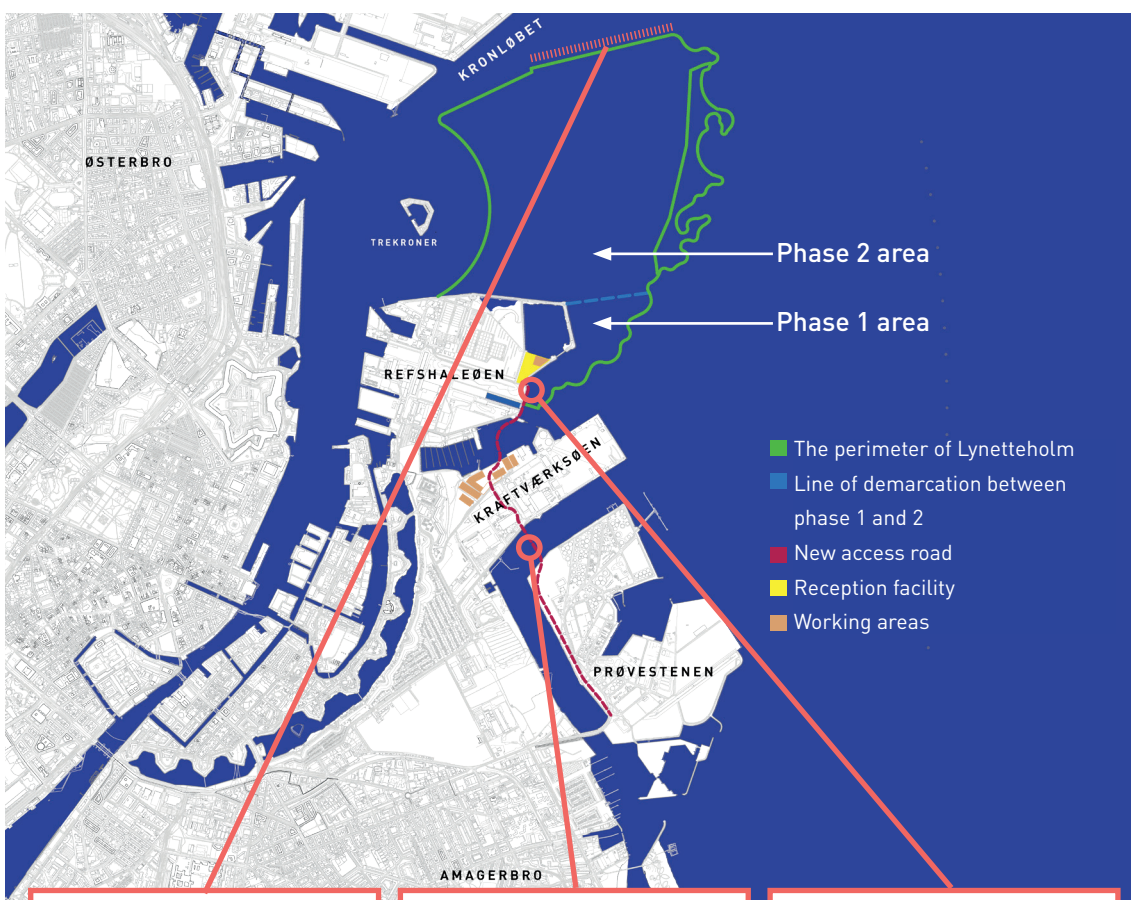 KRONLØBET
ØSTERBRO
TREKRONER
Phase 2 area
Phase 1 area
REFSHALEØEN
KRAFTVÆRKSØEN
The perimeter of Lynetteholm
Line of demarcation between
phase 1 and 2
New access road
Reception facility
Working areas
PRØVESTENEN
AMAGERBRO